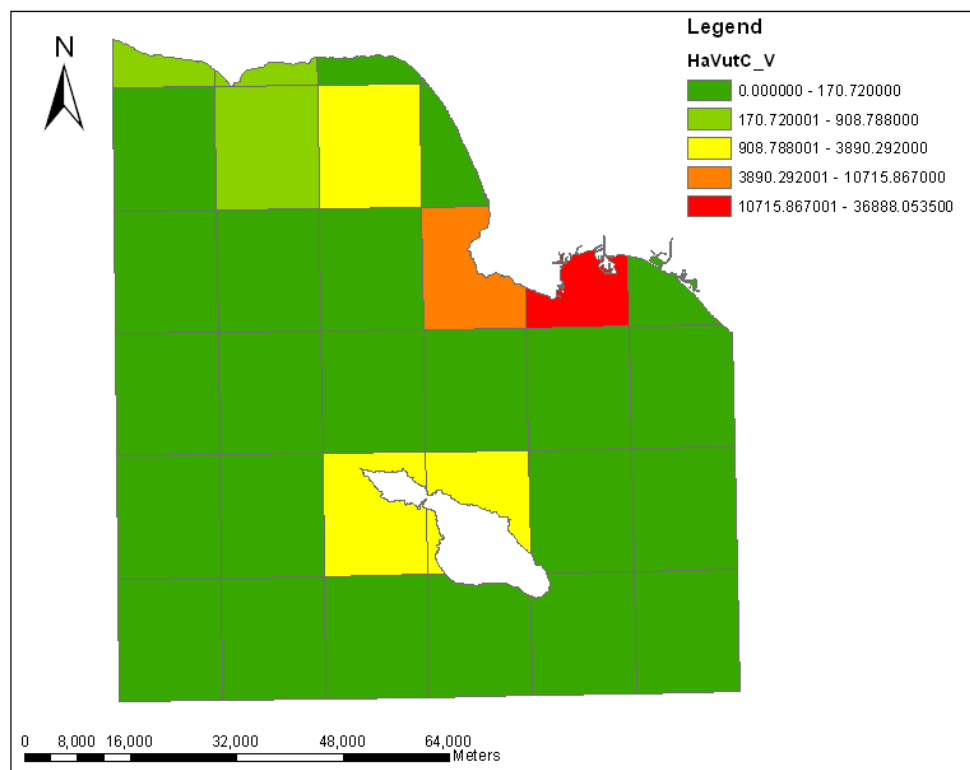 N
Legend
HaVutC_V
0.000000 - 170.720000
170.720001 - 908.788000
908.788001 - 3890.292000
3890.292001 - 10715.867000
10715.867001 - 36888.053500
0 8,000 16,000 32,000 48,000 64,000
Meters